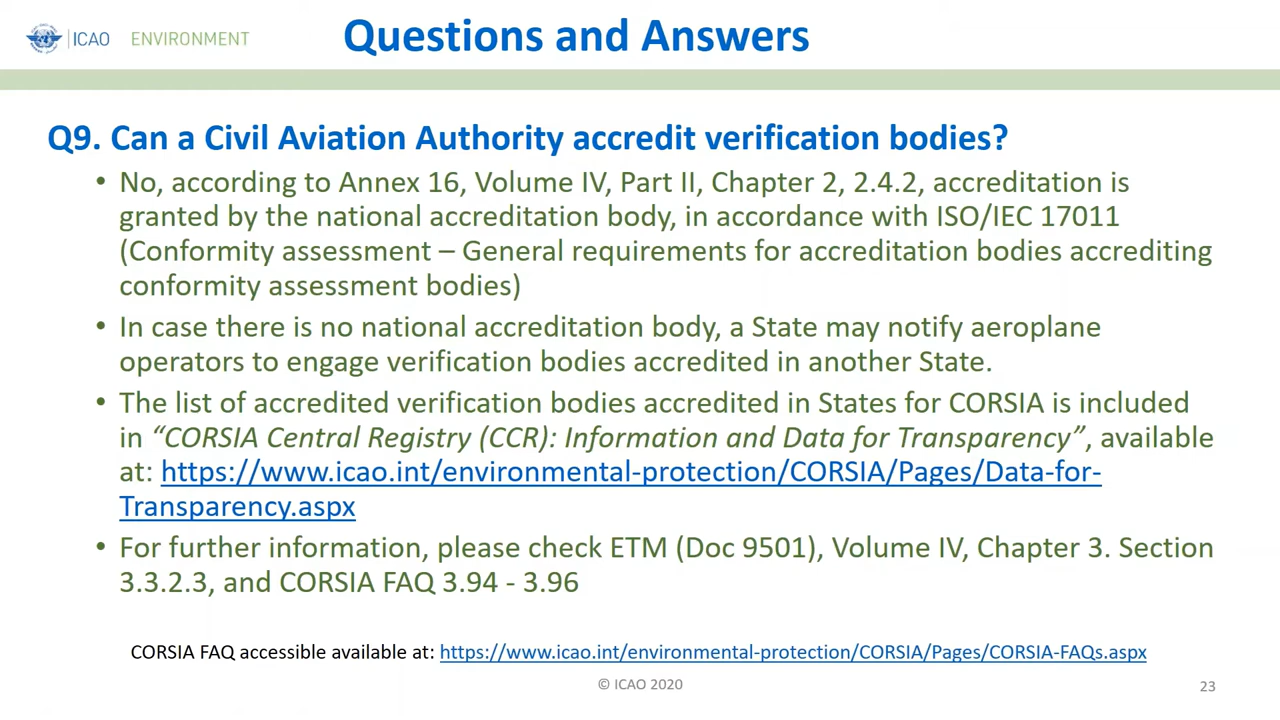 ICAO ENVIRONMENT
Questions and Answers
Q9. Can a Civil Aviation Authority accredit verification bodies?
• No, according to Annex 16, Volume IV, Part II, Chapter 2, 2.4.2, accreditation is
granted by the national accreditation body, in accordance with ISO/IEC 17011
(Conformity assessment – General requirements for accreditation bodies accrediting
conformity assessment bodies)
• In case there is no national accreditation body, a State may notify aeroplane
operators to engage verification bodies accredited in another State.
• The list of accredited verification bodies accredited in States for CORSIA is included
in “CORSIA Central Registry (CCR): Information and Data for Transparency”, available
at: https://www.icao.int/environmental-protection/CORSIA/Pages/Data-for-
Transparency.aspx
• For further information, please check ETM (Doc 9501), Volume IV, Chapter 3. Section
3.3.2.3, and CORSIA FAQ 3.94 - 3.96
CORSIA FAQ accessible available at: https://www.icao.int/environmental-protection/CORSIA/Pages/CORSIA-FAQs.aspx
© ICAO 2020
23